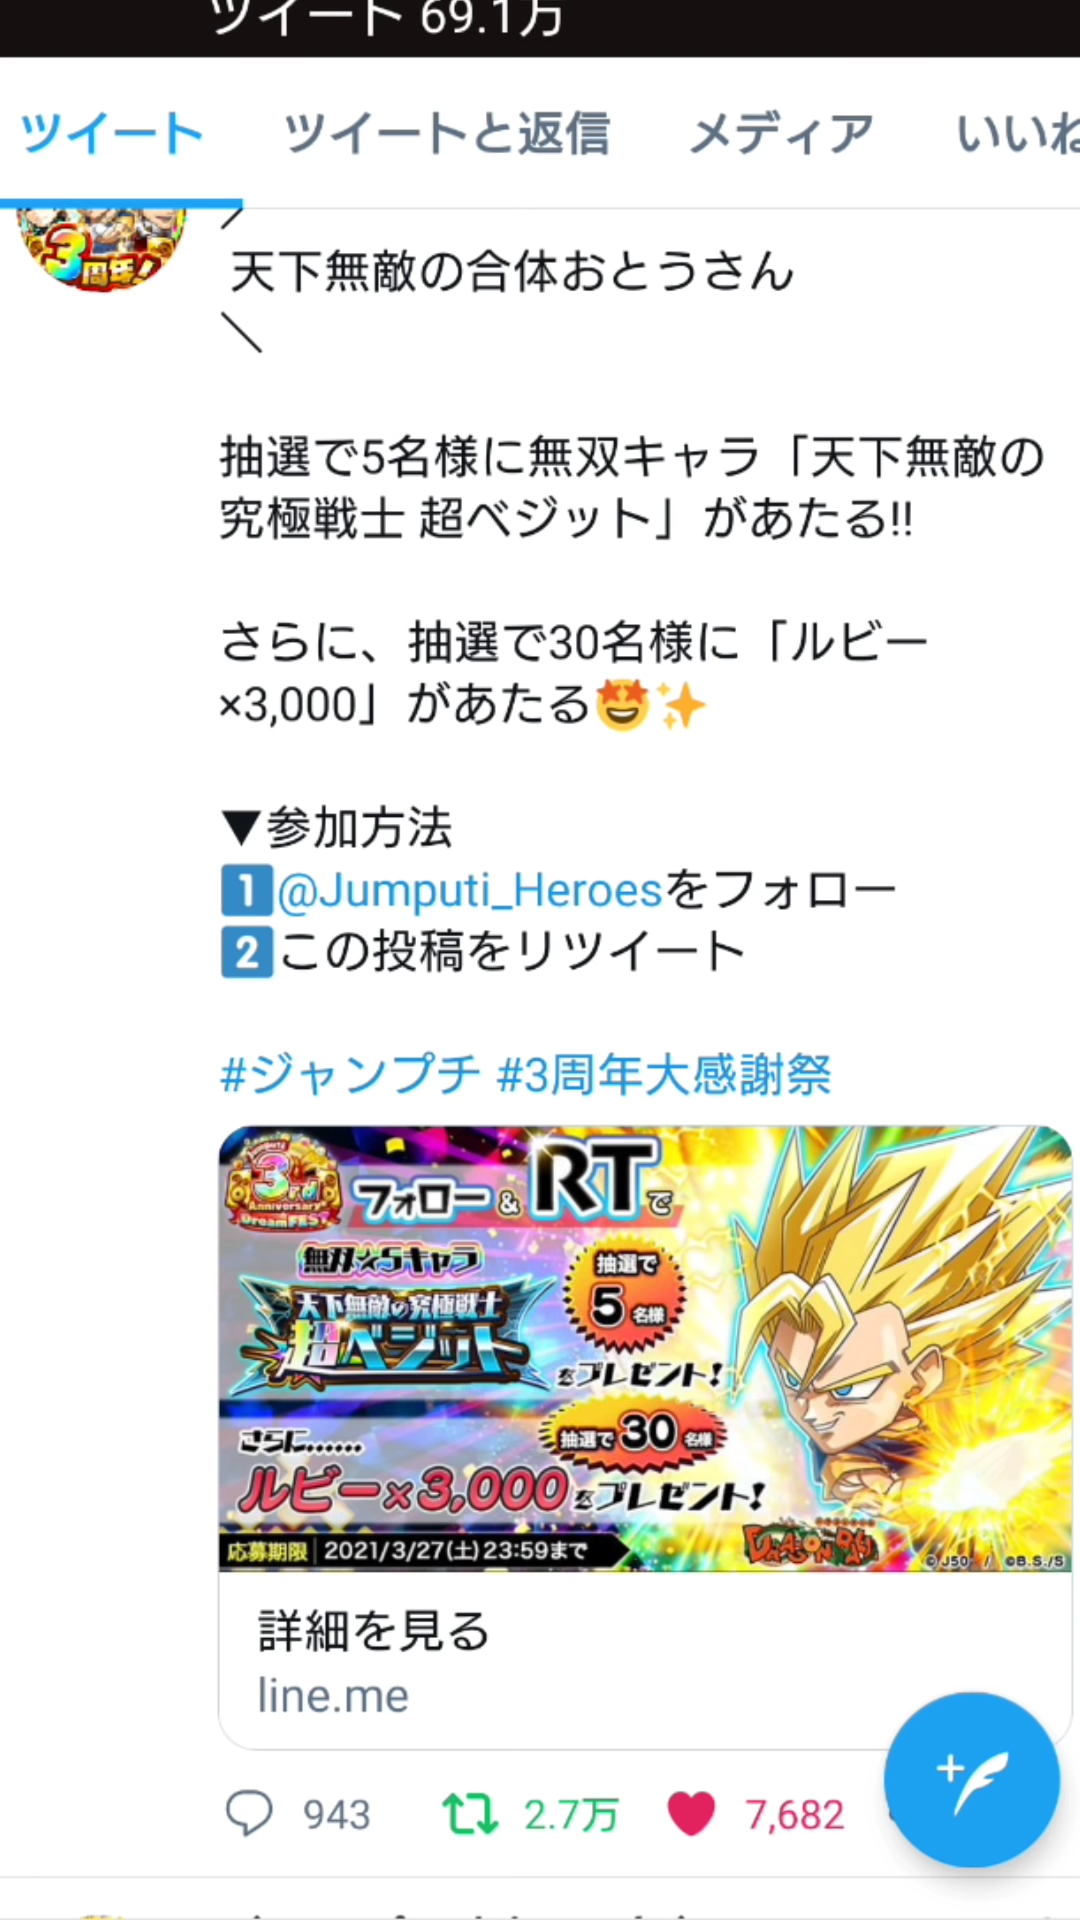 ツイート 69.1万
ツイート ツイートと返信 メディア いいね
3周年!
／
天下無敵の合体おとうさん
＼
抽選で5名様に無双キャラ「天下無敵の
究極戦士 超ベジット」があたる!!
さらに、抽選で30名様に「ルビー
×3,000」があたる🤩✨
▼参加方法
1️⃣@Jumputi_Heroesをフォロー
2️⃣この投稿をリツイート
#ジャンプチ #3周年大感謝祭
3rd
Anniversary
DreamFES
フォロー&RTで
無双☆5キャラ
天下無敵の究極戦士
超ベジット
抽選で
5名様
をプレゼント!
さらに……
抽選で30名様
ルビー×3,000をプレゼント!
応募期限 2021/3/27(土)23:59まで
DRAGON BALL
©J50th / ©B.S./S
詳細を見る
line.me
943 2.7万 7,682